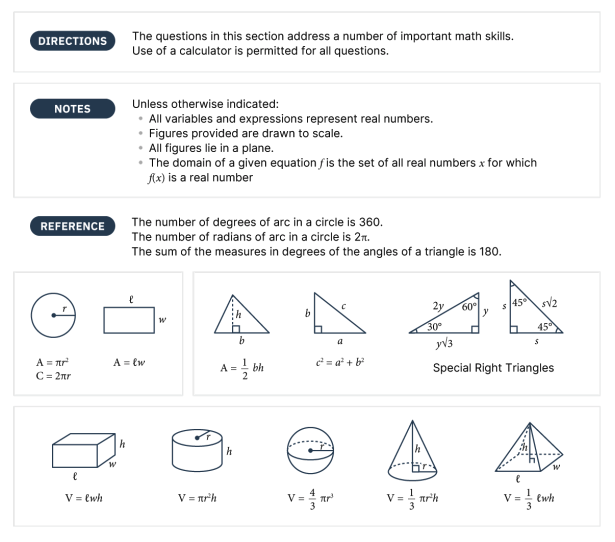 DIRECTIONS
The questions in this section address a number of important math skills.
Use of a calculator is permitted for all questions.
NOTES
Unless otherwise indicated:
• All variables and expressions represent real numbers.
• Figures provided are drawn to scale.
• All figures lie in a plane.
• The domain of a given equation f is the set of all real numbers x for which
f(x) is a real number
REFERENCE
The number of degrees of arc in a circle is 360.
The number of radians of arc in a circle is 2π.
The sum of the measures in degrees of the angles of a triangle is 180.
r
ℓ
w
A = πr²
C = 2πr
A = ℓw
h
b
A = 1/2 bh
b
c
a
c² = a² + b²
2y
60°
y
30°
y√3
s
45°
s√2
45°
s
Special Right Triangles
h
w
ℓ
V = ℓwh
r
h
V = πr²h
r
V = 4/3 πr³
h
r
V = 1/3 πr²h
h
w
ℓ
V = 1/3 ℓwh